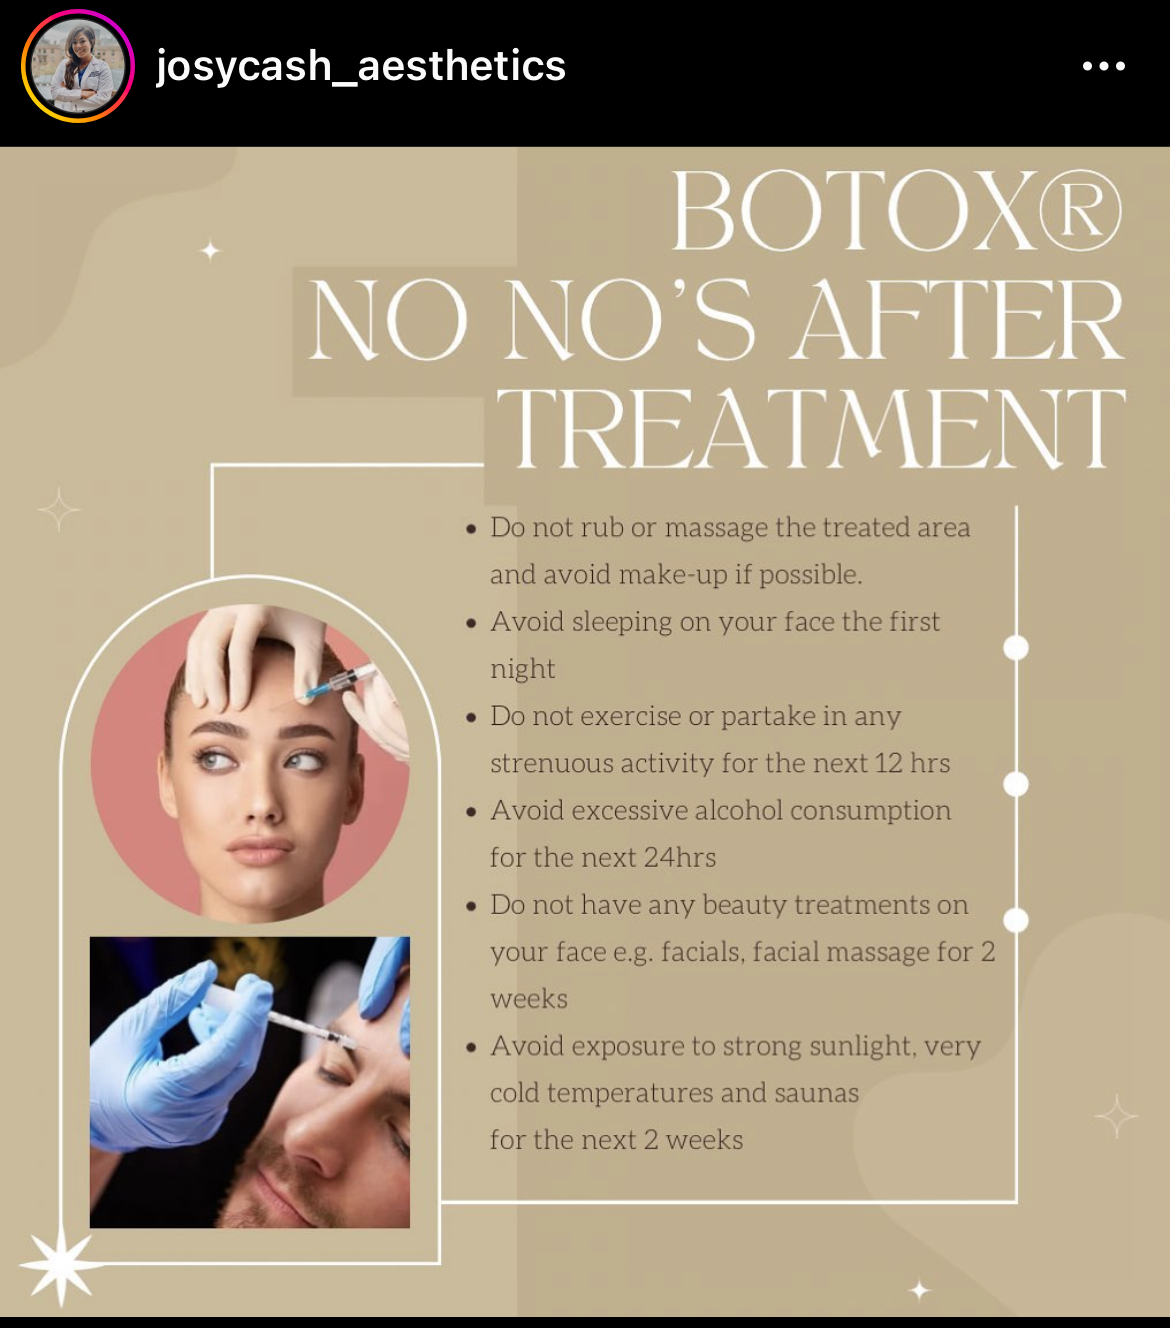 josycash_aesthetics
BOTOX®
NO NO’S AFTER
TREATMENT
• Do not rub or massage the treated area
and avoid make-up if possible.
• Avoid sleeping on your face the first
night
• Do not exercise or partake in any
strenuous activity for the next 12 hrs
• Avoid excessive alcohol consumption
for the next 24hrs
• Do not have any beauty treatments on
your face e.g. facials, facial massage for 2
weeks
• Avoid exposure to strong sunlight, very
cold temperatures and saunas
for the next 2 weeks